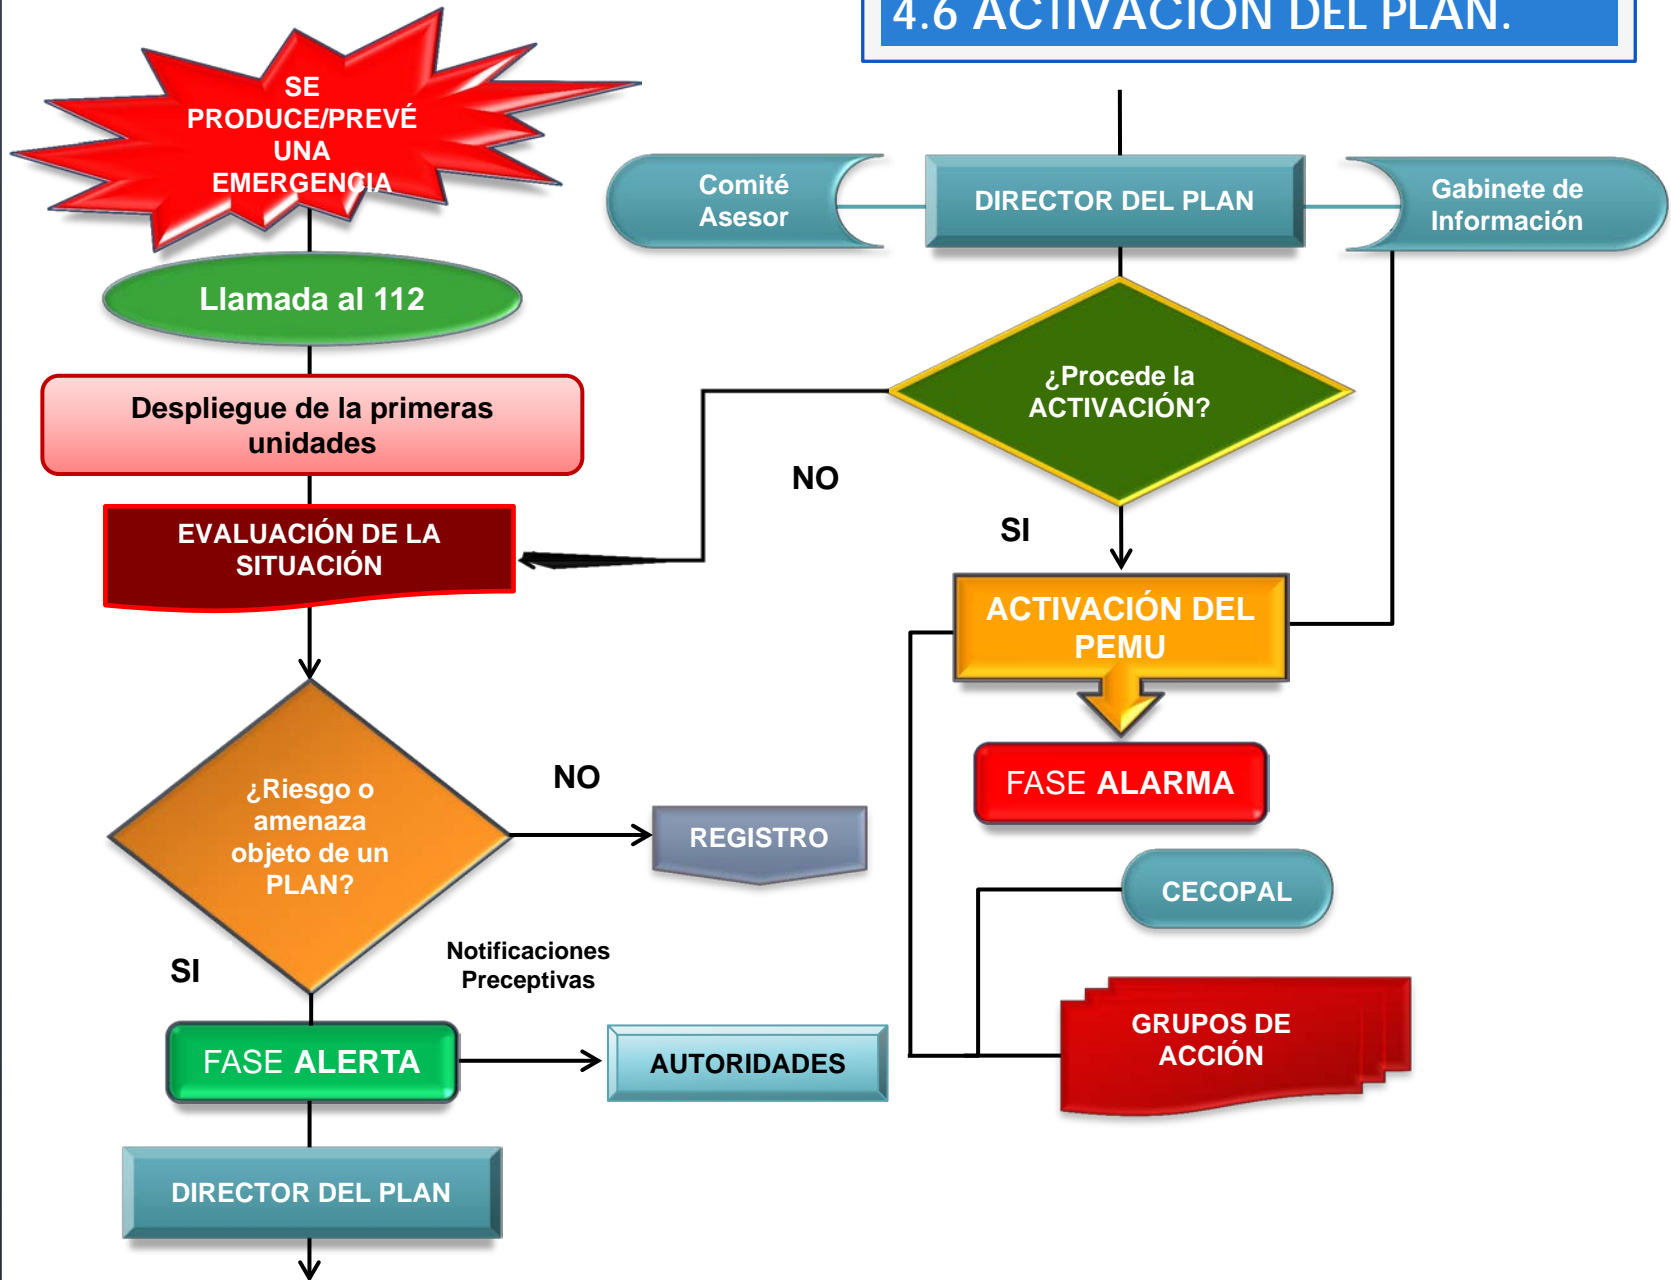 4.6 ACTIVACIÓN DEL PLAN.
SE
PRODUCE/PREVÉ
UNA
EMERGENCIA
Llamada al 112
Despliegue de la primeras
unidades
EVALUACIÓN DE LA
SITUACIÓN
¿Riesgo o
amenaza
objeto de un
PLAN?
NO
REGISTRO
SI
Notificaciones
Preceptivas
FASE ALERTA
AUTORIDADES
DIRECTOR DEL PLAN
Comité
Asesor
DIRECTOR DEL PLAN
Gabinete de
Información
¿Procede la
ACTIVACIÓN?
NO
SI
ACTIVACIÓN DEL
PEMU
FASE ALARMA
CECOPAL
GRUPOS DE
ACCIÓN